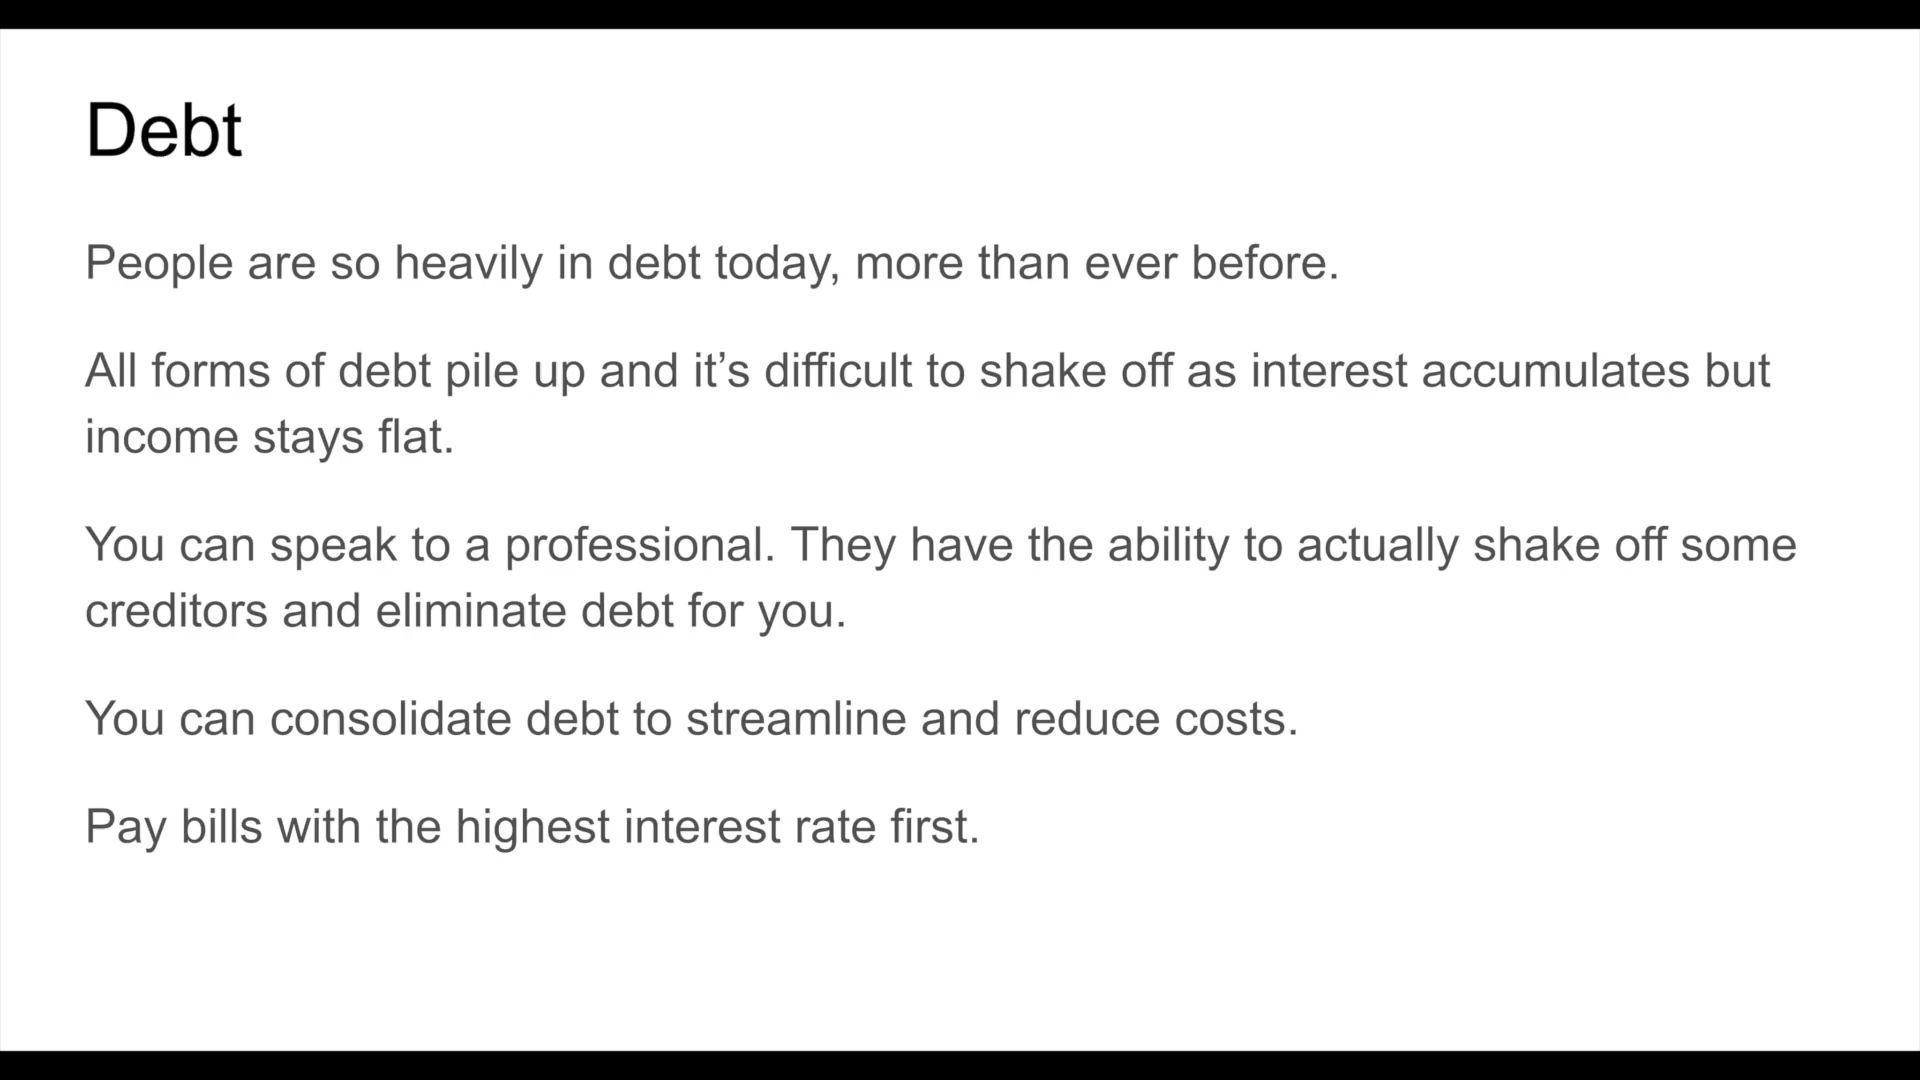 Debt
People are so heavily in debt today, more than ever before.
All forms of debt pile up and it’s difficult to shake off as interest accumulates but
income stays flat.
You can speak to a professional. They have the ability to actually shake off some
creditors and eliminate debt for you.
You can consolidate debt to streamline and reduce costs.
Pay bills with the highest interest rate first.